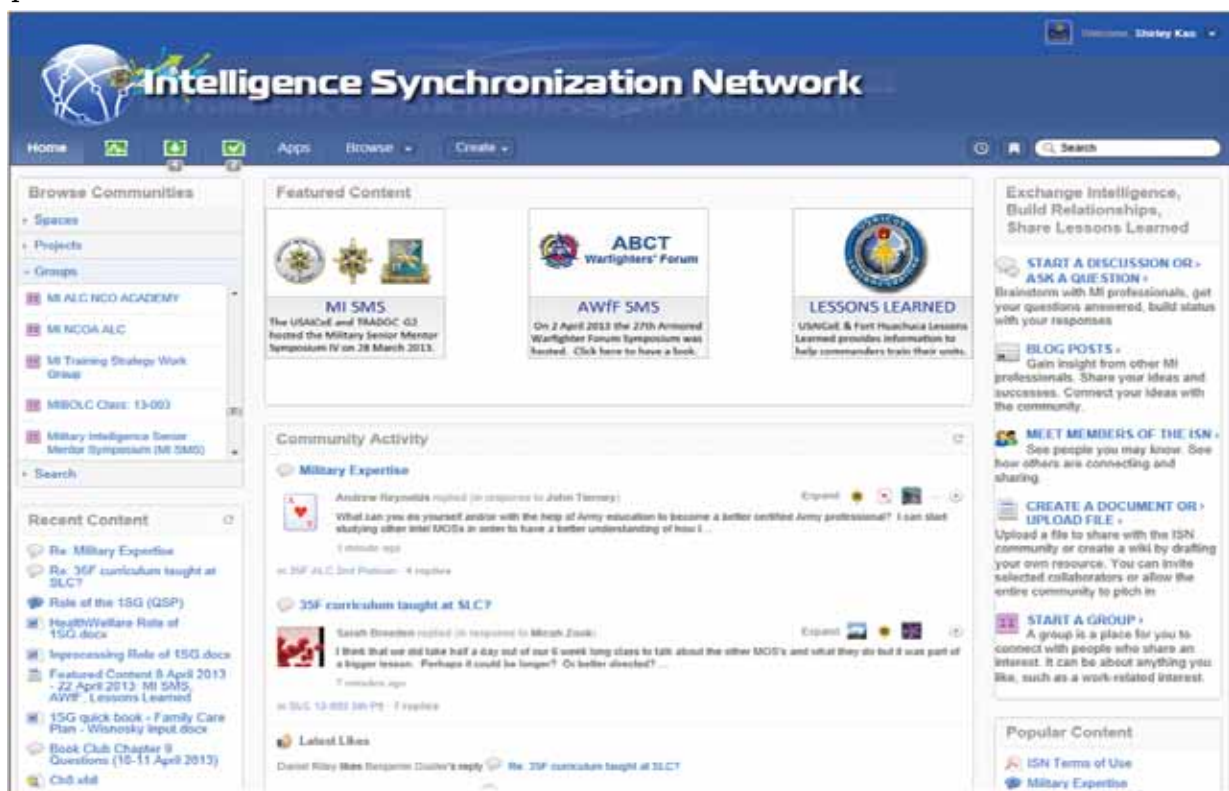 Welcome, Shirley Kao
Intelligence Synchronization Network
Home
Apps
Browse
Create
Search
Browse Communities
Spaces
Projects
Groups
MI ALC NCO ACADEMY
MI NCOA ALC
MI Training Strategy Work
Group
MIBOLC Class: 13-003
Military Intelligence Senior
Mentor Symposium (MI SMS)
Search
Recent Content
Re: Military Expertise
Re: 35F curriculum taught at
SLC?
Role of the 1SG (QSP)
HealthWelfare Role of
1SG.docx
Inprocessing Role of 1SG.docx
Featured Content 8 April 2013
- 22 April 2013: MI SMS,
AWfF, Lessons Learned
1SG quick book - Family Care
Plan - Wisnosky Input.docx
Book Club Chapter 9
Questions (10-11 April 2013)
Featured Content
MI SMS
The USAICoE and TRADOC G2
hosted the Military Senior Mentor
Symposium IV on 28 March 2013.
ABCT
Warfighters' Forum
AWfF SMS
On 2 April 2013 the 27th Armored
Warfighter Forum Symposium was
hosted. Click here to have a look.
LESSONS LEARNED
USAICoE & Fort Huachuca Lessons
Learned provides information to
help commanders train their units.
Community Activity
Military Expertise
Andrew Reynolds replied (in response to John Tierney)
Expand
What can you do yourself and/or with the help of Army education to become a better certified Army professional? I can start
studying other Intel MOSs in order to have a better understanding of how I...
1 minute ago
in 35F ALC 2nd Platoon · 4 replies
35F curriculum taught at SLC?
Sarah Breeden replied (in response to Micah Zook)
Expand
I think that we did take half a day out of our 6 week long class to talk about the other MOS's and what they do but it was part of
a bigger lesson. Perhaps it could be longer? Or better directed? ...
7 minutes ago
in SLC 13-003 · 7 replies
Latest Likes
Daniel Riley likes Benjamin reply Re: 35F curriculum taught at SLC?
Exchange Intelligence,
Build Relationships,
Share Lessons Learned
START A DISCUSSION OR
ASK A QUESTION
Brainstorm with MI professionals, get
your questions answered, build status
with your responses
BLOG POSTS
Gain insight from other MI
professionals. Share your ideas and
successes. Connect your ideas with
the community.
MEET MEMBERS OF THE ISN
See people you may know. See
how others are connecting and
sharing.
CREATE A DOCUMENT OR
UPLOAD FILE
Upload a file to share with the ISN
community or create a wiki by drafting
your own resource. You can invite
selected collaborators or allow the
entire community to pitch in
START A GROUP
A group is a place for you to
connect with people who share an
interest. It can be about anything you
like, such as a work-related interest.
Popular Content
ISN Terms of Use
Military Expertise